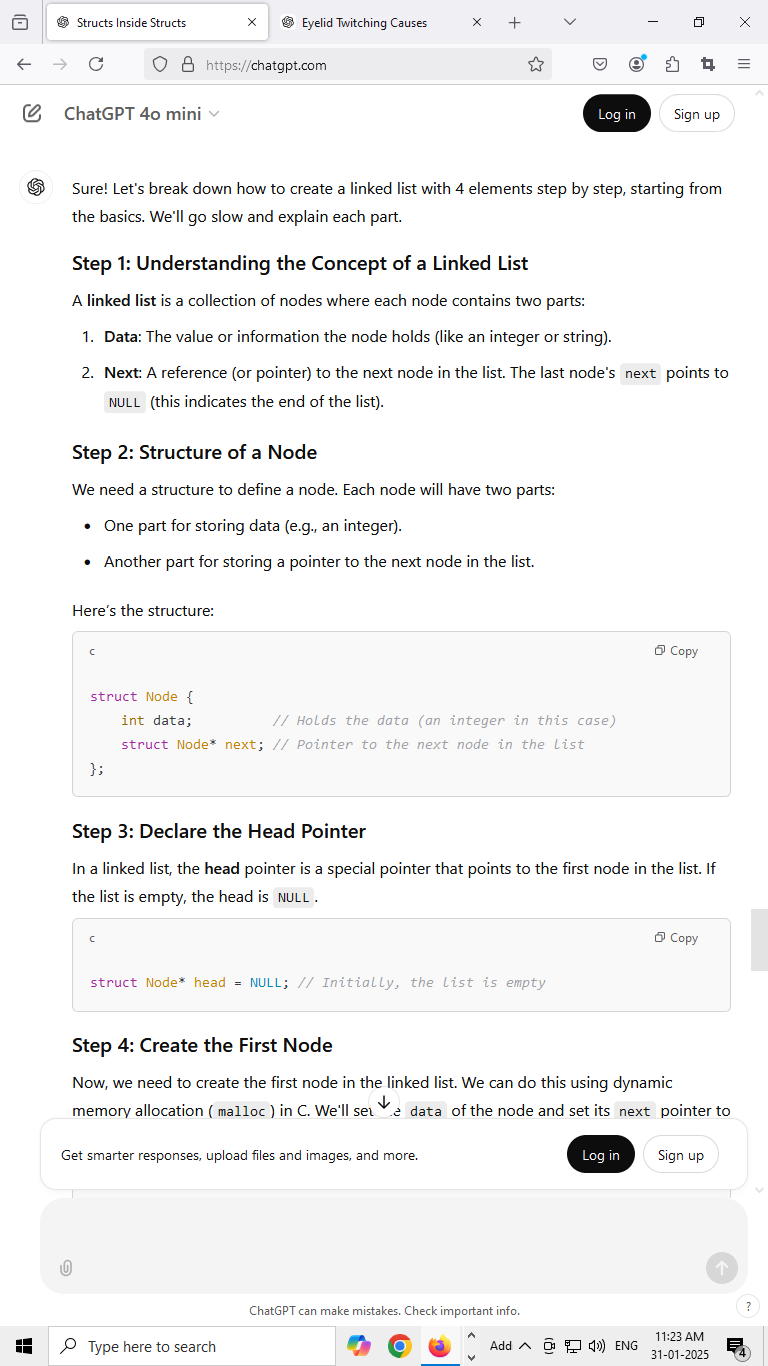 Structs Inside Structs
Eyelid Twitching Causes
https://chatgpt.com
ChatGPT 4o mini
Log in
Sign up
Sure! Let's break down how to create a linked list with 4 elements step by step, starting from
the basics. We'll go slow and explain each part.
Step 1: Understanding the Concept of a Linked List
A linked list is a collection of nodes where each node contains two parts:
1. Data: The value or information the node holds (like an integer or string).
2. Next: A reference (or pointer) to the next node in the list. The last node's next points to
NULL (this indicates the end of the list).
Step 2: Structure of a Node
We need a structure to define a node. Each node will have two parts:
• One part for storing data (e.g., an integer).
• Another part for storing a pointer to the next node in the list.
Here's the structure:
c
Copy
struct Node {
int data; // Holds the data (an integer in this case)
struct Node* next; // Pointer to the next node in the list
};
Step 3: Declare the Head Pointer
In a linked list, the head pointer is a special pointer that points to the first node in the list. If
the list is empty, the head is NULL.
c
Copy
struct Node* head = NULL; // Initially, the list is empty
Step 4: Create the First Node
Now, we need to create the first node in the linked list. We can do this using dynamic
memory allocation (malloc) in C. We'll set data of the node and set its next pointer to
Get smarter responses, upload files and images, and more.
Log in
Sign up
ChatGPT can make mistakes. Check important info.
?
Type here to search
Add
ENG
11:23 AM
31-01-2025
4